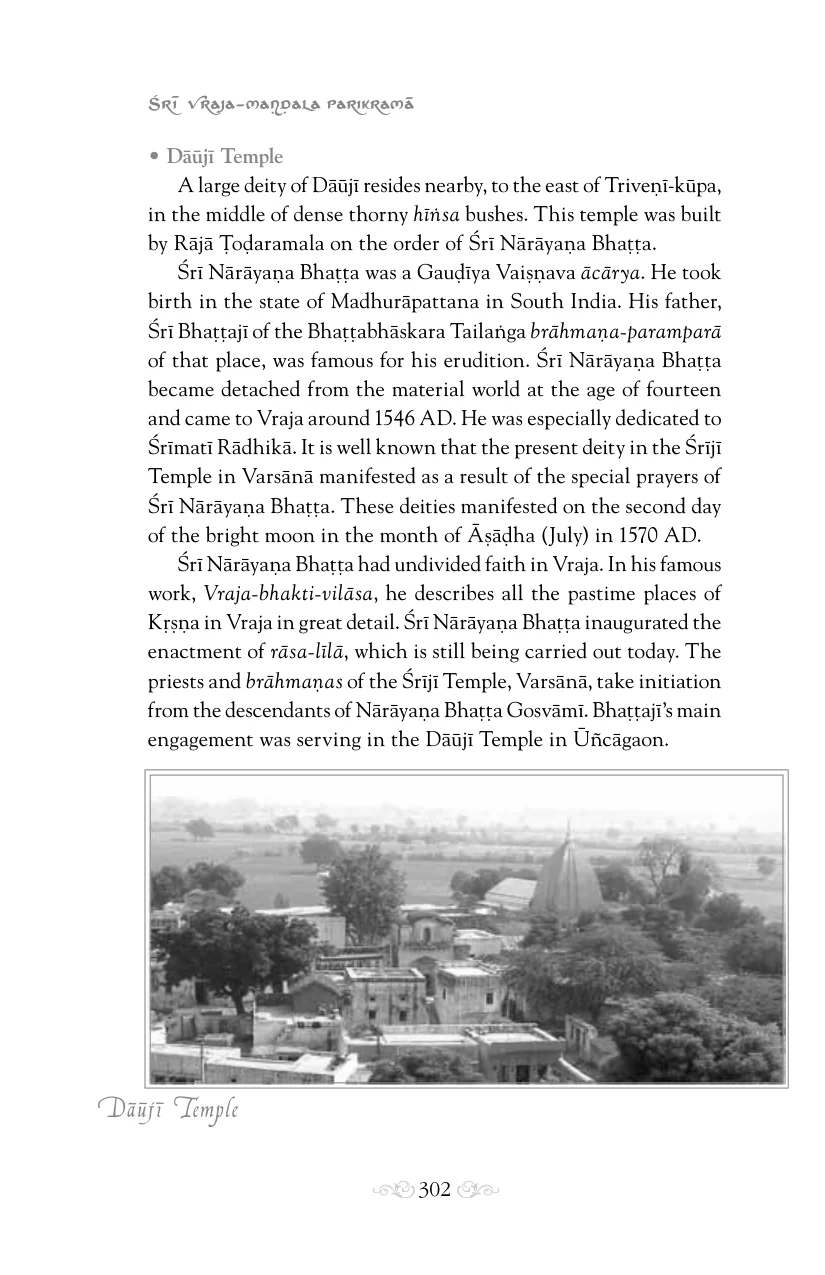 Śrī Vraja-maṇḍala Parikramā
• Dāūjī Temple
A large deity of Dāūjī resides nearby, to the east of Triveṇī-kūpa,
in the middle of dense thorny hīṅsa bushes. This temple was built
by Rājā Ṭoḍaramala on the order of Śrī Nārāyaṇa Bhaṭṭa.
Śrī Nārāyaṇa Bhaṭṭa was a Gauḍīya Vaiṣṇava ācārya. He took
birth in the state of Madhurāpattana in South India. His father,
Śrī Bhaṭṭajī of the Bhaṭṭabhāskara Tailaṅga brāhmaṇa-paramparā
of that place, was famous for his erudition. Śrī Nārāyaṇa Bhaṭṭa
became detached from the material world at the age of fourteen
and came to Vraja around 1546 AD. He was especially dedicated to
Śrīmatī Rādhikā. It is well known that the present deity in the Śrījī
Temple in Varsānā manifested as a result of the special prayers of
Śrī Nārāyaṇa Bhaṭṭa. These deities manifested on the second day
of the bright moon in the month of Āṣāḍha (July) in 1570 AD.
Śrī Nārāyaṇa Bhaṭṭa had undivided faith in Vraja. In his famous
work, Vraja-bhakti-vilāsa, he describes all the pastime places of
Kṛṣṇa in Vraja in great detail. Śrī Nārāyaṇa Bhaṭṭa inaugurated the
enactment of rāsa-līlā, which is still being carried out today. The
priests and brāhmaṇas of the Śrījī Temple, Varsānā, take initiation
from the descendants of Nārāyaṇa Bhaṭṭa Gosvāmī. Bhaṭṭajī's main
engagement was serving in the Dāūjī Temple in Ūñcāgaon.
Dāūjī Temple
302